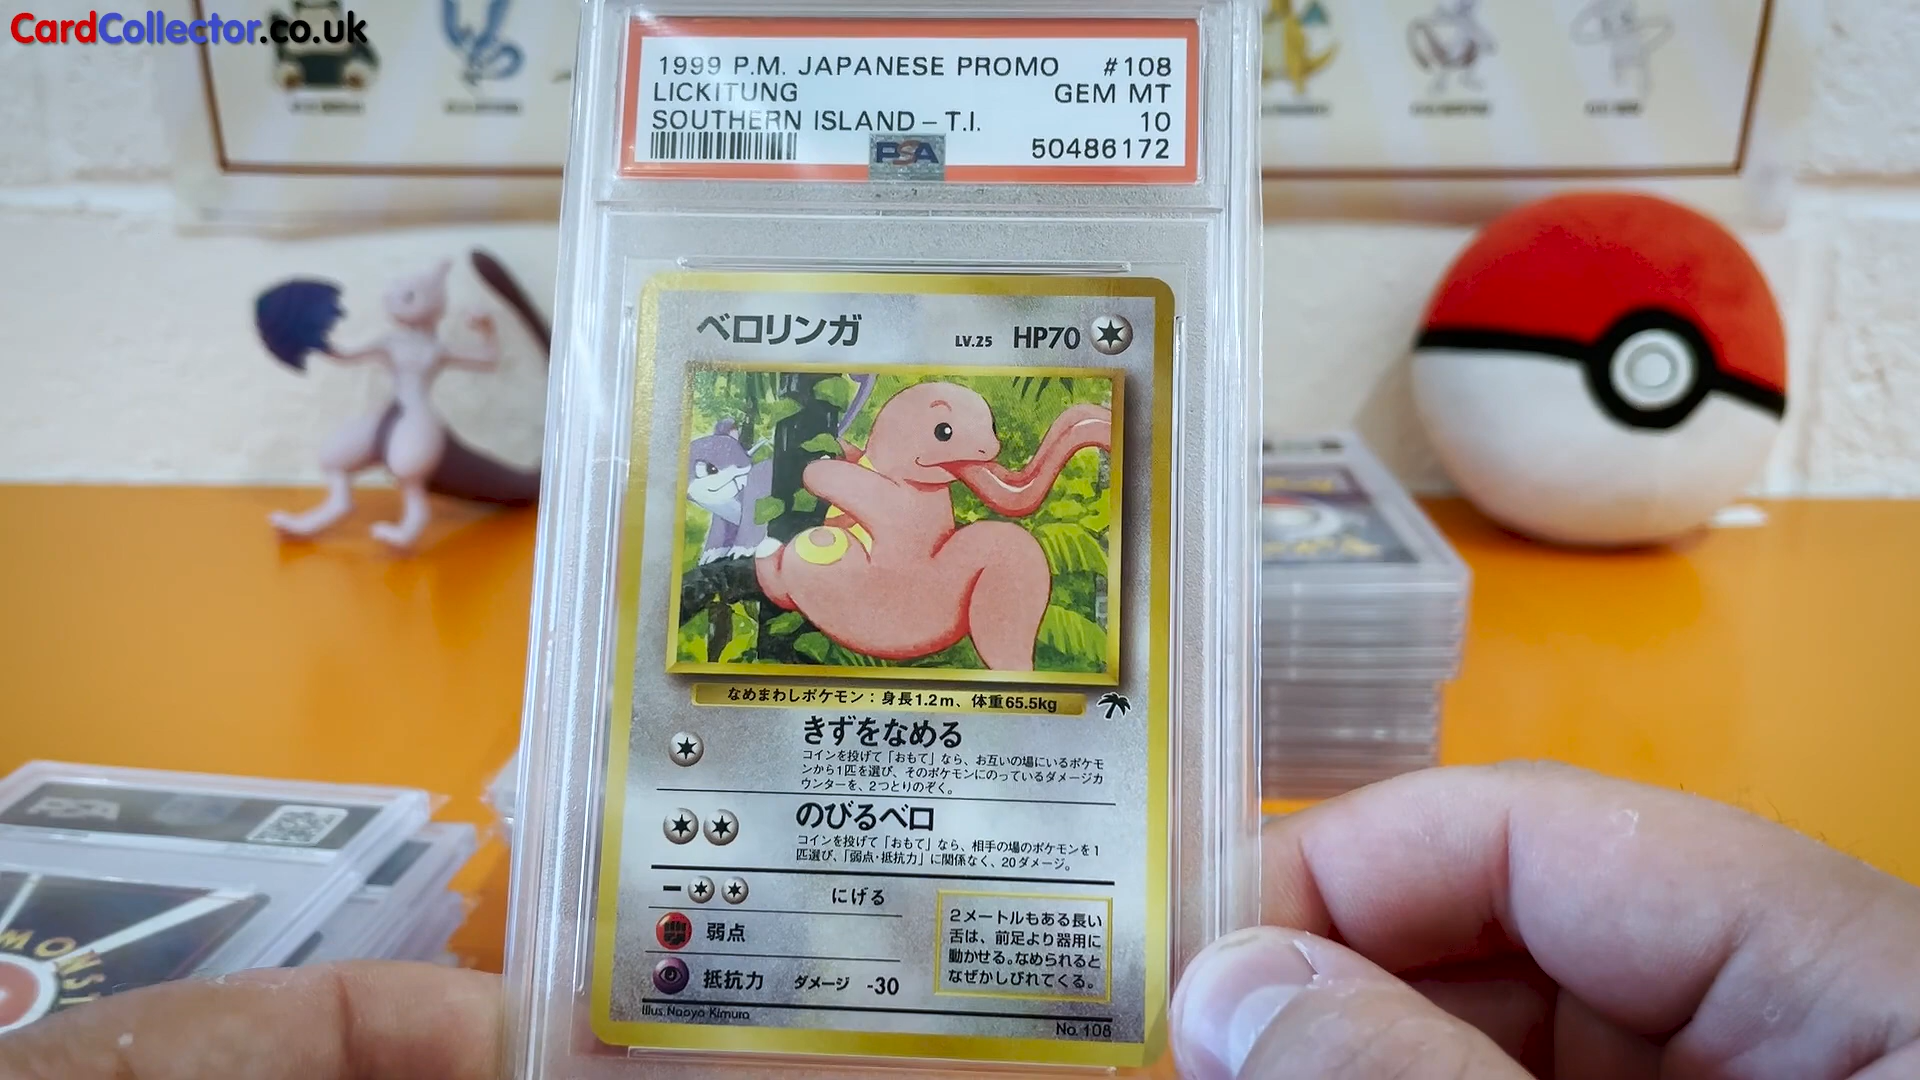 CardCollector.co.uk
1999 P.M. JAPANESE PROMO #108
LICKITUNG GEM MT
SOUTHERN ISLAND-T.I. 10
PSA 50486172
ベロリンガ LV.25 HP70
なめまわしポケモン：身長1.2m、体重65.5kg
きずをなめる
コインを投げて「おもて」なら、お互いの場にいるポケモ
ンから1匹を選び、そのポケモンにのっているダメージカ
ウンターを、2つとりのぞく。
のびるベロ
コインを投げて「おもて」なら、相手の場のポケモンを1
匹選び、「弱点・抵抗力」に関係なく、20ダメージ。
にげる
弱点
抵抗力 ダメージ -30
2メートルもある長い
舌は、前足より器用に
動かせる。なめられると
なぜかしびれてくる。
Illus.Naoyo Kimura
No.108
PSA
MONST